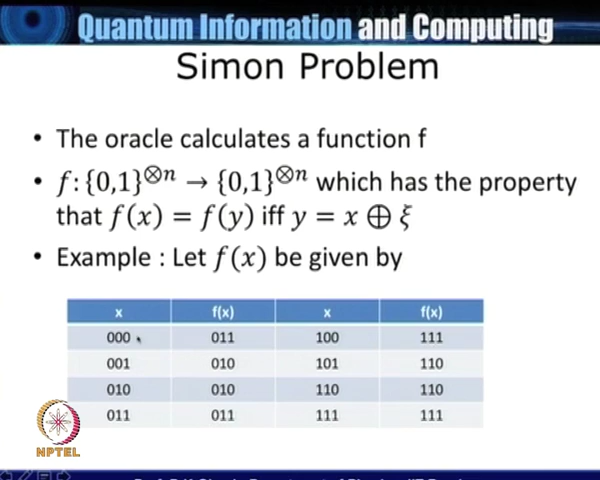 Quantum Information and Computing
Simon Problem
• The oracle calculates a function f
• f:{0,1}^⊗n → {0,1}^⊗n which has the property
that f(x) = f(y) iff y = x ⊕ ξ
• Example : Let f(x) be given by
x f(x) x f(x)
000 011 100 111
001 010 101 110
010 010 110 110
011 011 111 111
NPTEL